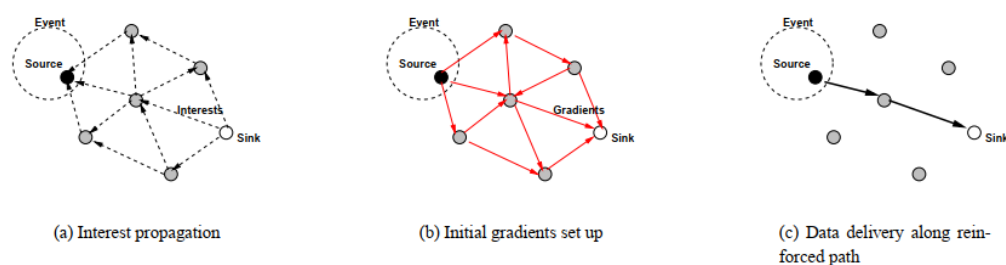 Event
Source
Interests
Sink
(a) Interest propagation
Event
Source
Gradients
Sink
(b) Initial gradients set up
Event
Source
Sink
(c) Data delivery along rein-
forced path